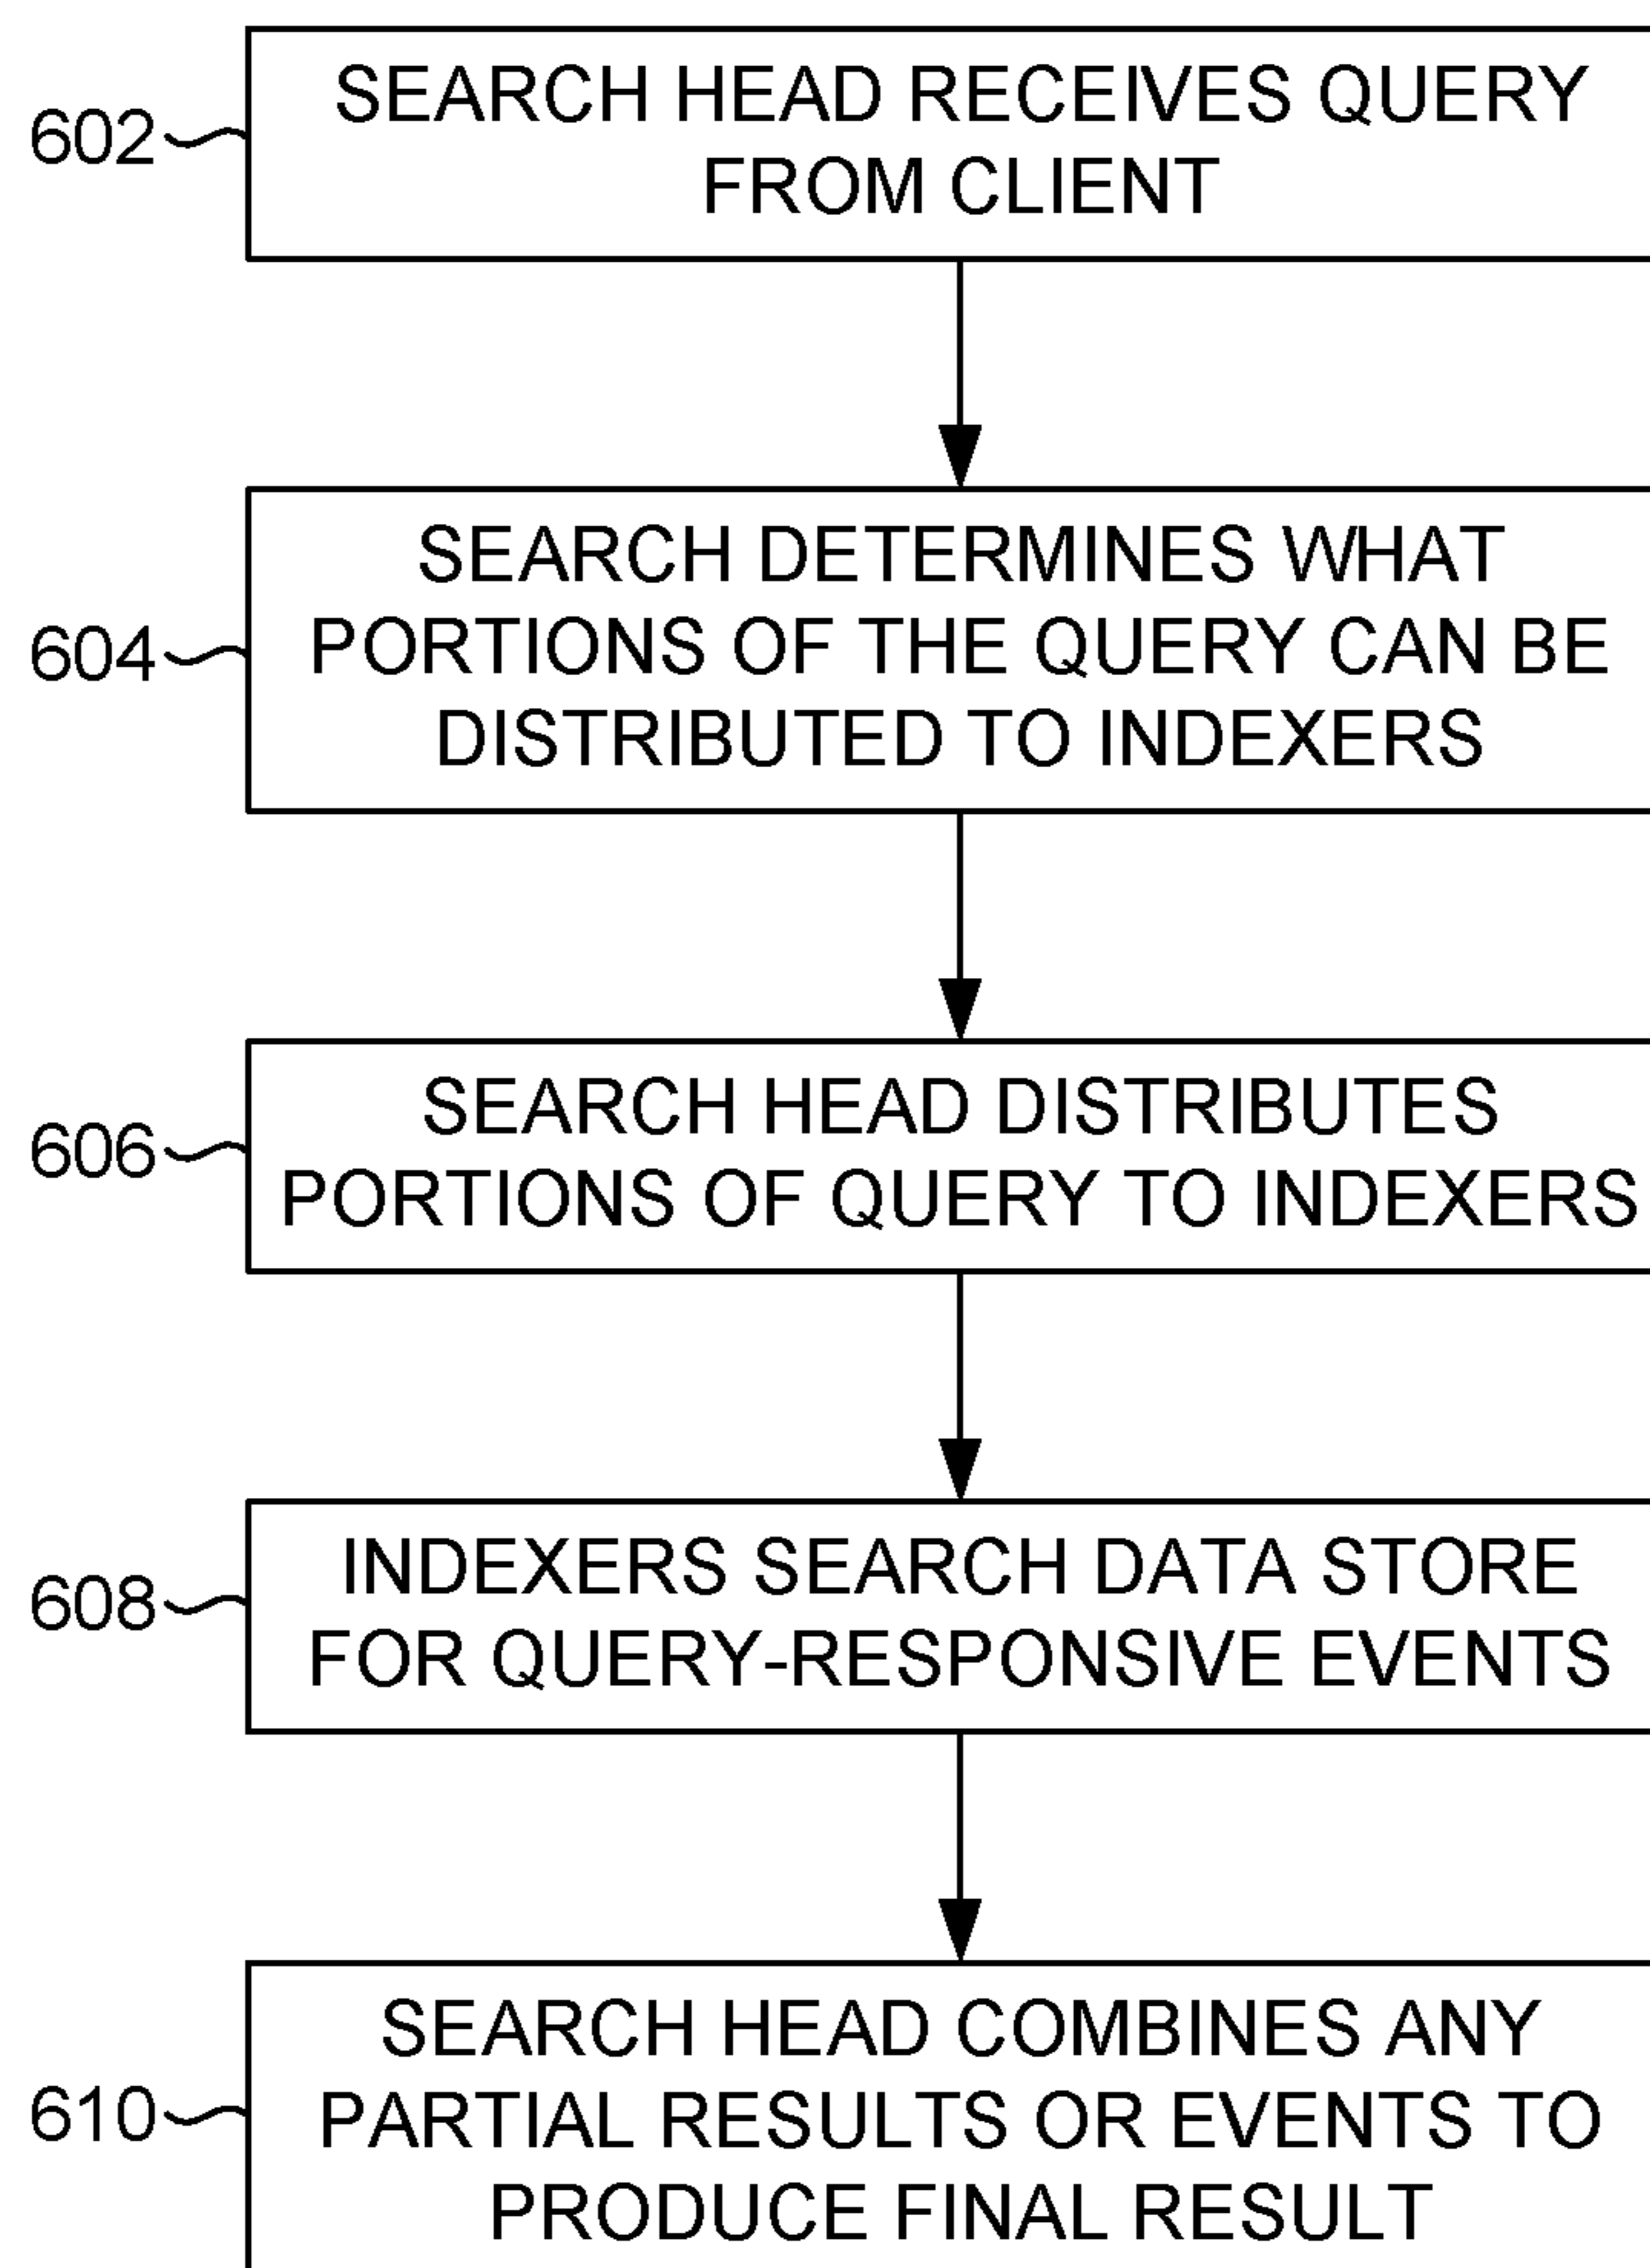 602
SEARCH HEAD RECEIVES QUERY
FROM CLIENT
604
SEARCH DETERMINES WHAT
PORTIONS OF THE QUERY CAN BE
DISTRIBUTED TO INDEXERS
606
SEARCH HEAD DISTRIBUTES
PORTIONS OF QUERY TO INDEXERS
608
INDEXERS SEARCH DATA STORE
FOR QUERY-RESPONSIVE EVENTS
610
SEARCH HEAD COMBINES ANY
PARTIAL RESULTS OR EVENTS TO
PRODUCE FINAL RESULT